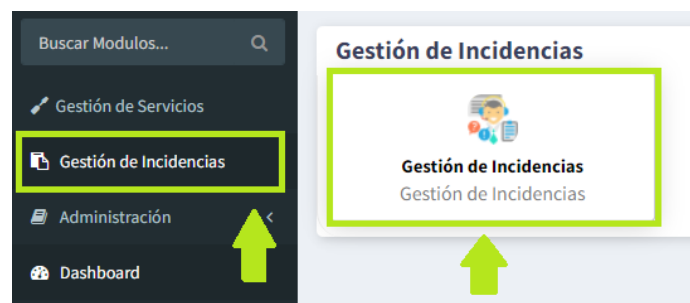 Buscar Modulos...
Gestión de Servicios
Gestión de Incidencias
Administración
Dashboard
Gestión de Incidencias
Gestión de Incidencias
Gestión de Incidencias